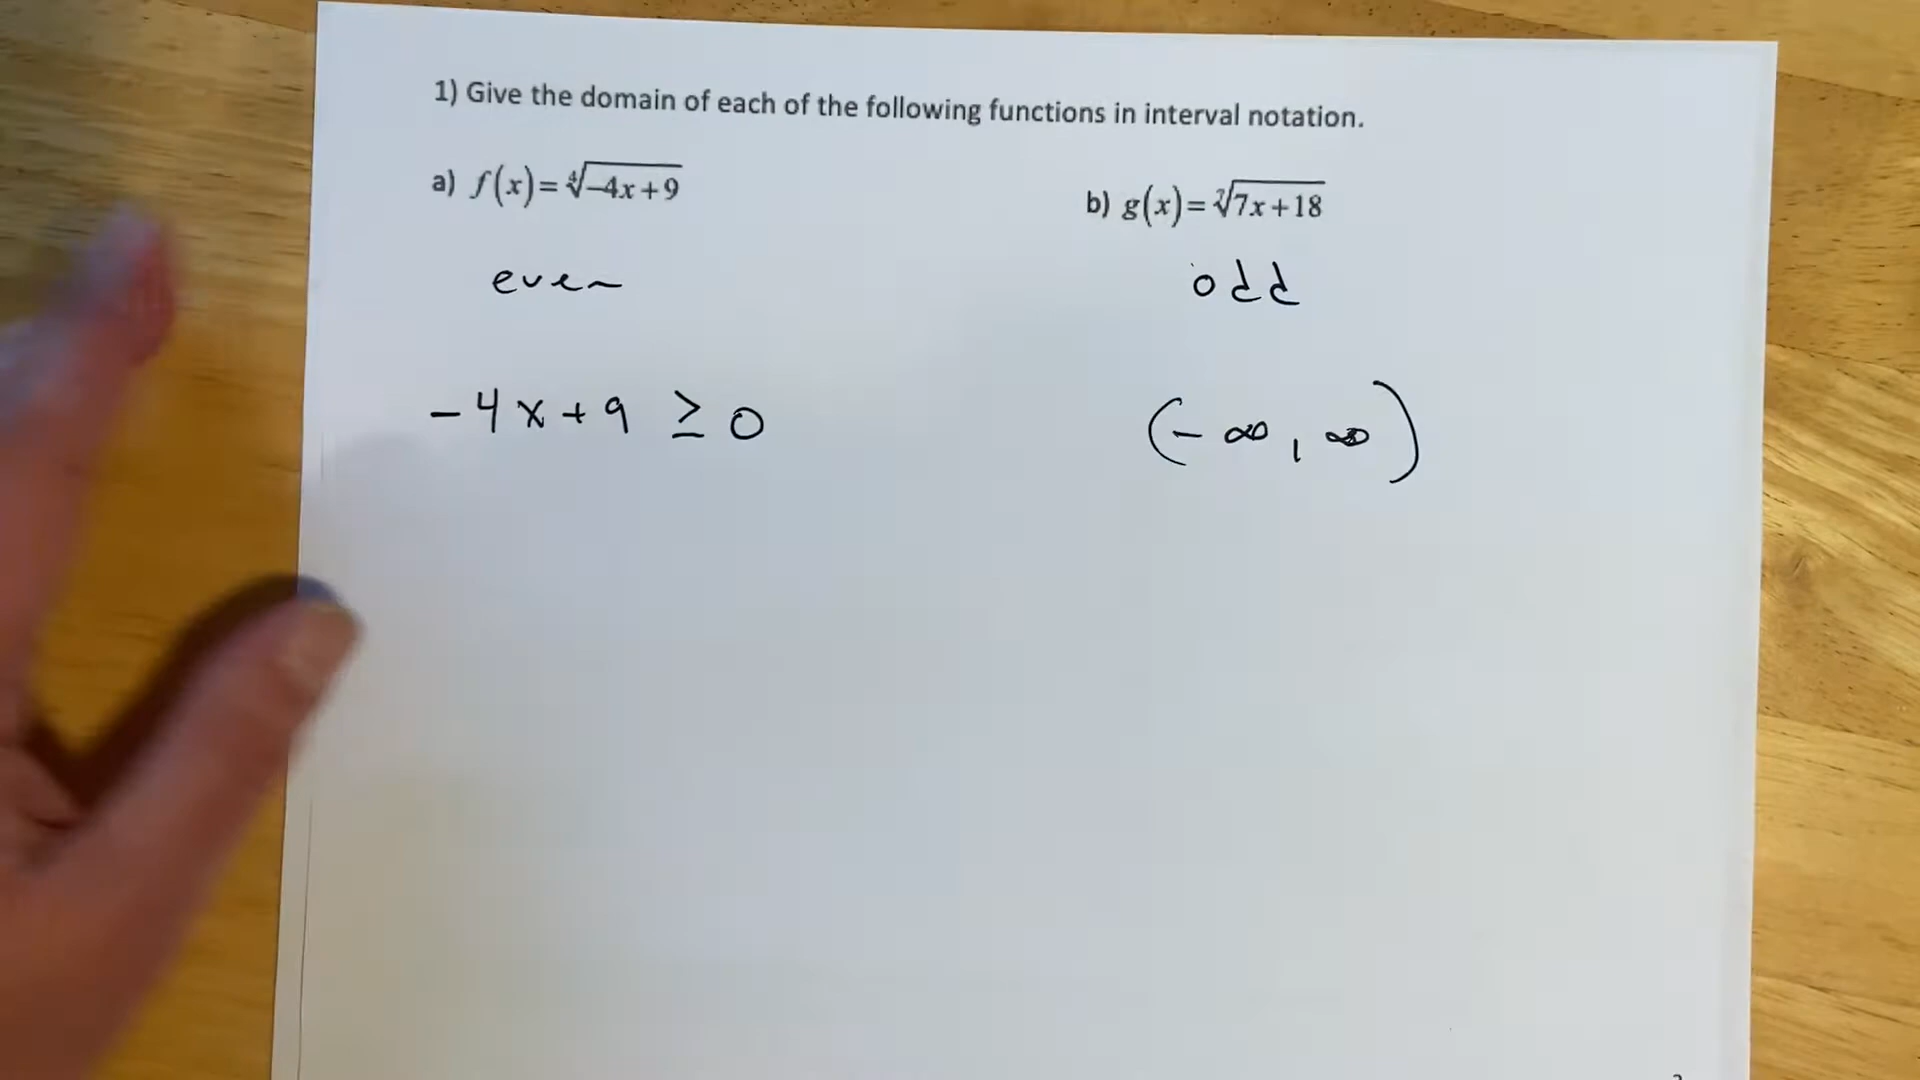 1) Give the domain of each of the following functions in interval notation.
a) f(x)=∜(-4x+9)
b) g(x)=⁷√(7x+18)
even
odd
-4x+9 ≥ 0
(-∞, ∞)